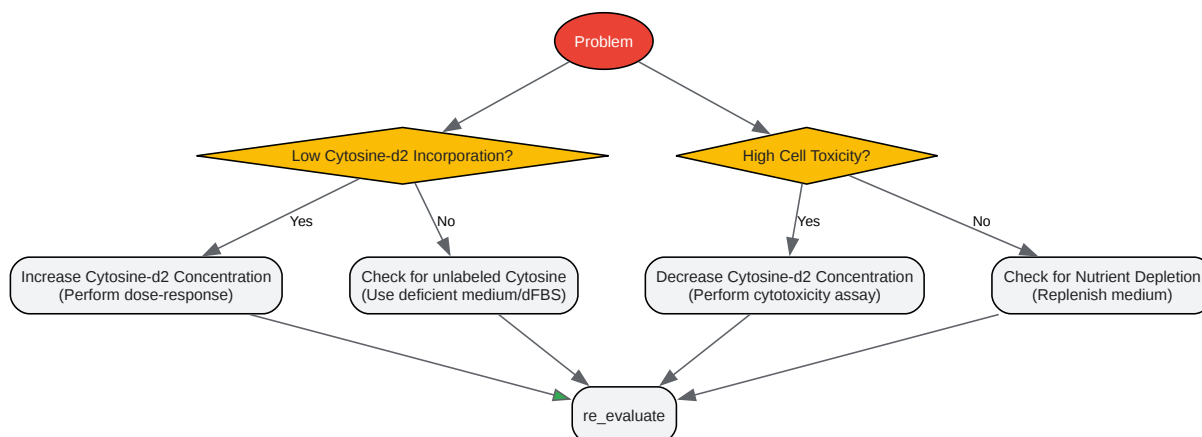 Problem
Low Cytosine-d2 Incorporation?
High Cell Toxicity?
Yes
No
Yes
No
Increase Cytosine-d2 Concentration
(Perform dose-response)
Check for unlabeled Cytosine
(Use deficient medium/dFBS)
Decrease Cytosine-d2 Concentration
(Perform cytotoxicity assay)
Check for Nutrient Depletion
(Replenish medium)
re_evaluate